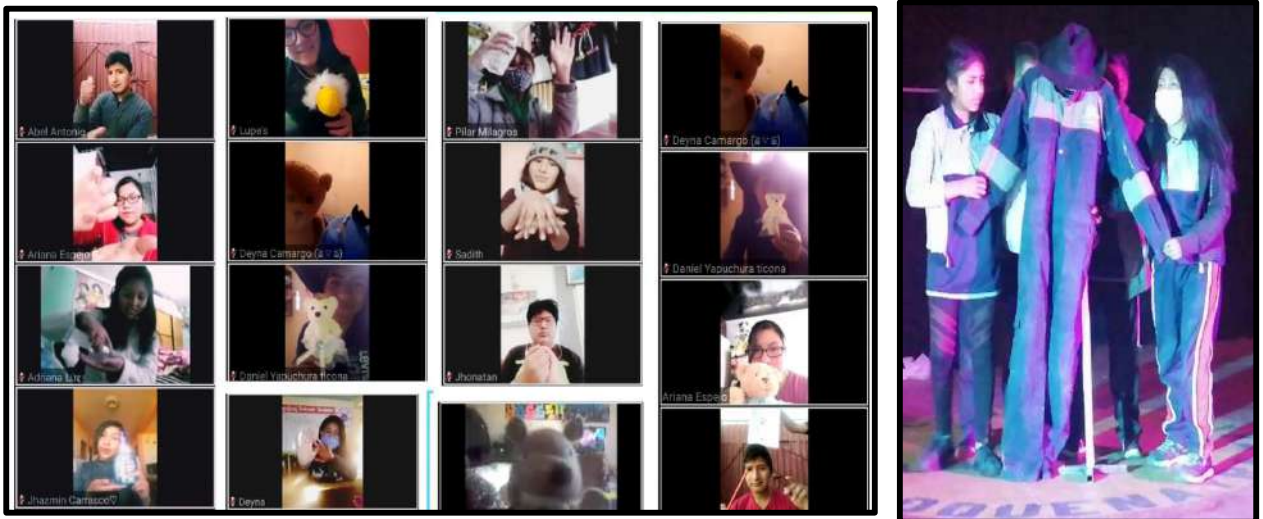 Abel Antonio
Lupe's
Pilar Milagros
Deyna Camargo
Ariana Espejo
Deyna Camargo
Sadith
Daniel Yapuchura ticona
Adriana Luz
Daniel Yapuchura ticona
Jhonatan
Ariana Espejo
Jhazmin Carrasco♡
Deyna